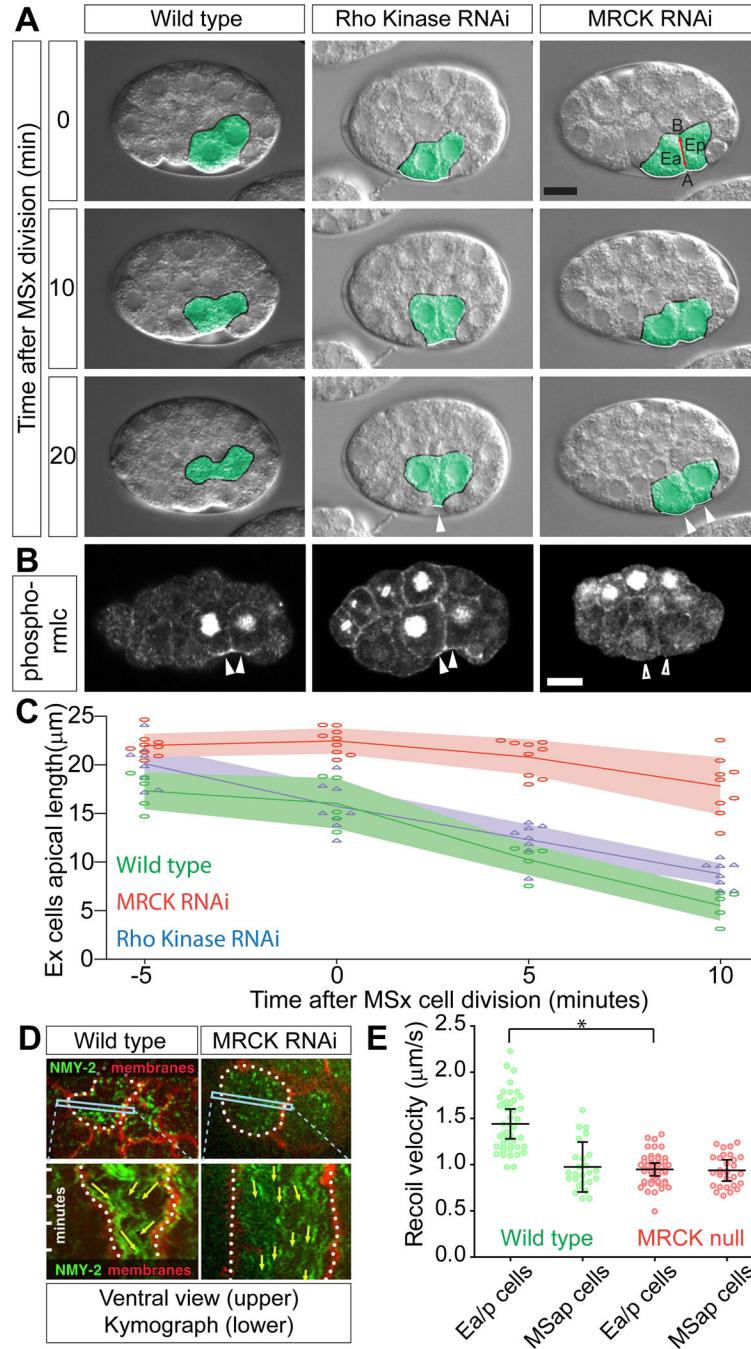 A
Wild type
Rho Kinase RNAi
MRCK RNAi
Time after MSx division (min)
0
10
20
B
Ep
Ea
A
B
phospho-
rmlc
C
Ex cells apical length(µm)
25
20
15
10
5
0
Wild type
MRCK RNAi
Rho Kinase RNAi
-5
0
5
10
Time after MSx cell division (minutes)
D
Wild type
MRCK RNAi
NMY-2 membranes
minutes
NMY-2 membranes
Ventral view (upper)
Kymograph (lower)
E
Recoil velocity (µm/s)
2.5
2.0
1.5
1.0
0.5
0.0
*
Wild type
MRCK null
Ea/p cells
MSap cells
Ea/p cells
MSap cells